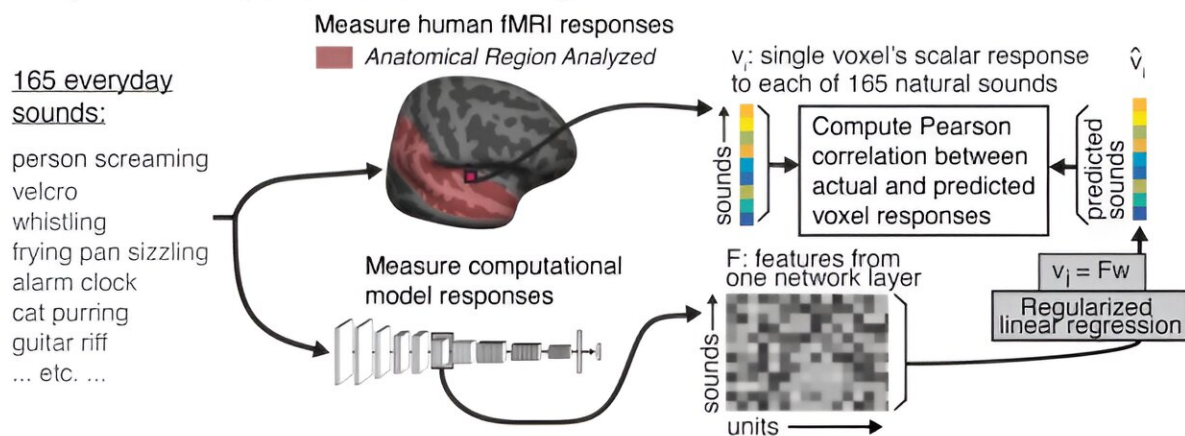 165 everyday
sounds:
person screaming
velcro
whistling
frying pan sizzling
alarm clock
cat purring
guitar riff
... etc. ...
Measure human fMRI responses
Anatomical Region Analyzed
Measure computational
model responses
vᵢ: single voxel's scalar response
to each of 165 natural sounds
v̂ᵢ
sounds
Compute Pearson
correlation between
actual and predicted
voxel responses
predicted
sounds
F: features from
one network layer
sounds
units
vᵢ = Fw
Regularized
linear regression